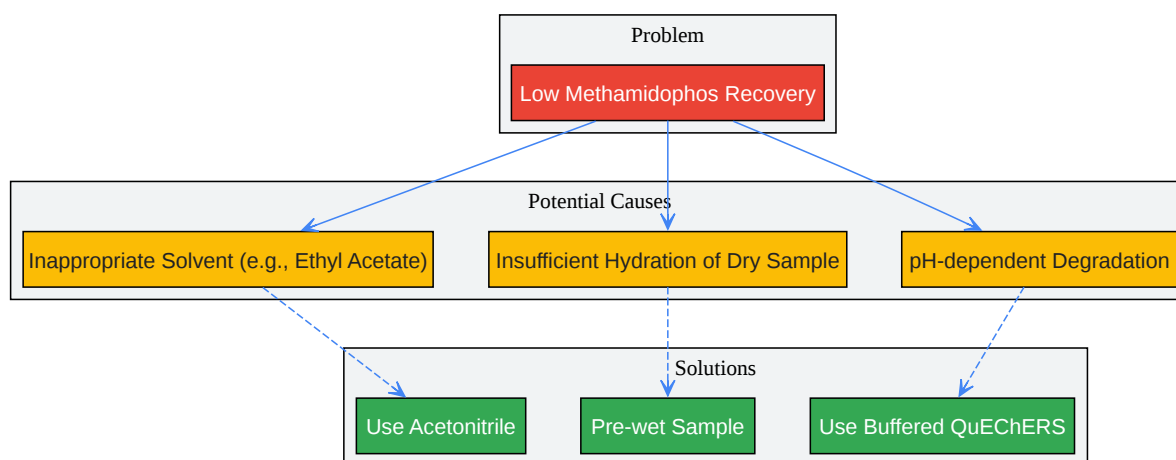 Problem
Low Methamidophos Recovery
Potential Causes
Inappropriate Solvent (e.g., Ethyl Acetate)
Insufficient Hydration of Dry Sample
pH-dependent Degradation
Solutions
Use Acetonitrile
Pre-wet Sample
Use Buffered QuEChERS